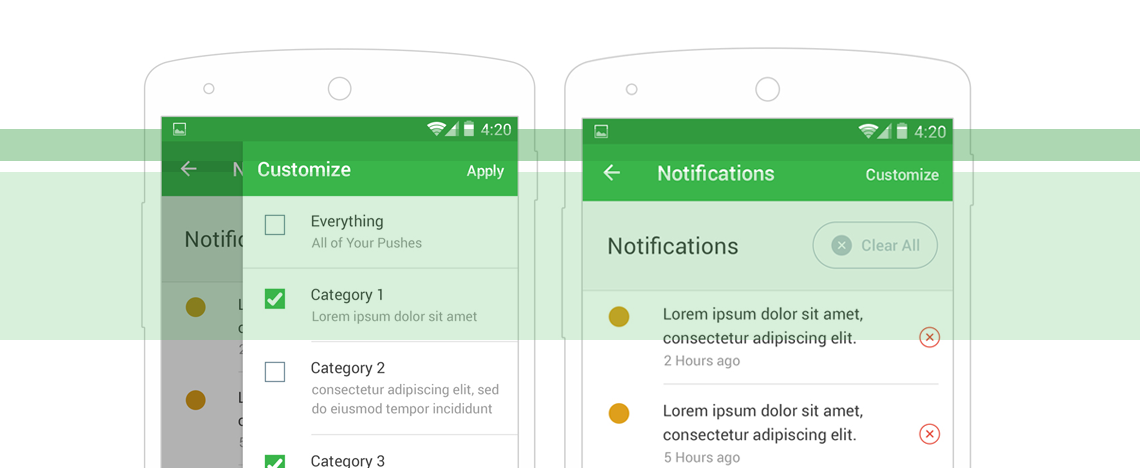 4:20
N
Customize
Apply
Notific
Everything
All of Your Pushes
Category 1
Lorem ipsum dolor sit amet
Category 2
consectetur adipiscing elit, sed
do eiusmod tempor incididunt
Category 3
L
c
2
L
c
5
4:20
Notifications
Customize
Notifications
Clear All
Lorem ipsum dolor sit amet,
consectetur adipiscing elit.
2 Hours ago
Lorem ipsum dolor sit amet,
consectetur adipiscing elit.
5 Hours ago